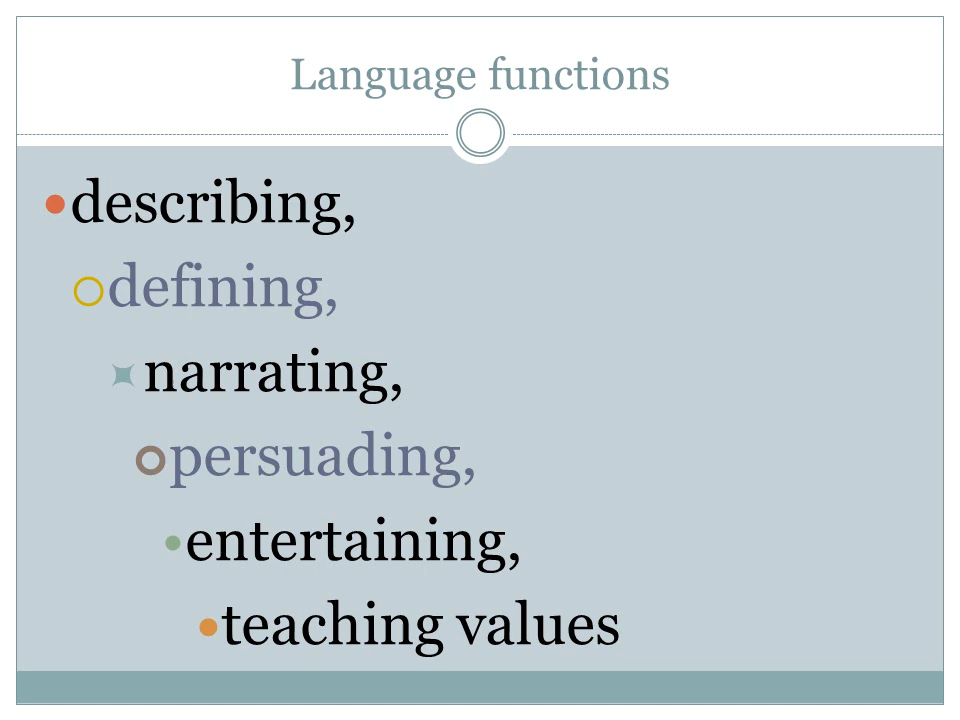 Language functions
describing,
defining,
narrating,
persuading,
entertaining,
teaching values